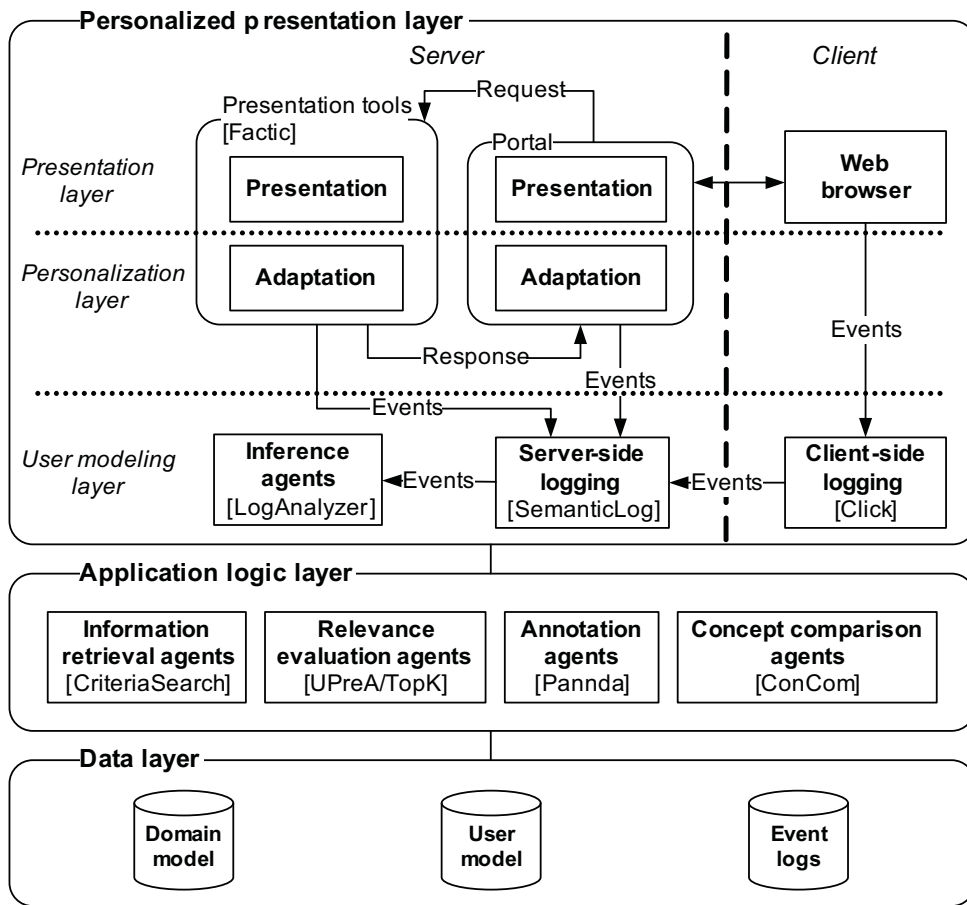 Personalized presentation layer
Server
Client
Request
Presentation tools
[Factic]
Portal
Presentation
layer
Presentation
Presentation
Web
browser
Personalization
layer
Adaptation
Adaptation
Events
Response
Events
Events
User modeling
layer
Inference
agents
[LogAnalyzer]
Events
Server-side
logging
[SemanticLog]
Events
Client-side
logging
[Click]
Application logic layer
Information
retrieval agents
[CriteriaSearch]
Relevance
evaluation agents
[UPreA/TopK]
Annotation
agents
[Pannda]
Concept comparison
agents
[ConCom]
Data layer
Domain
model
User
model
Event
logs